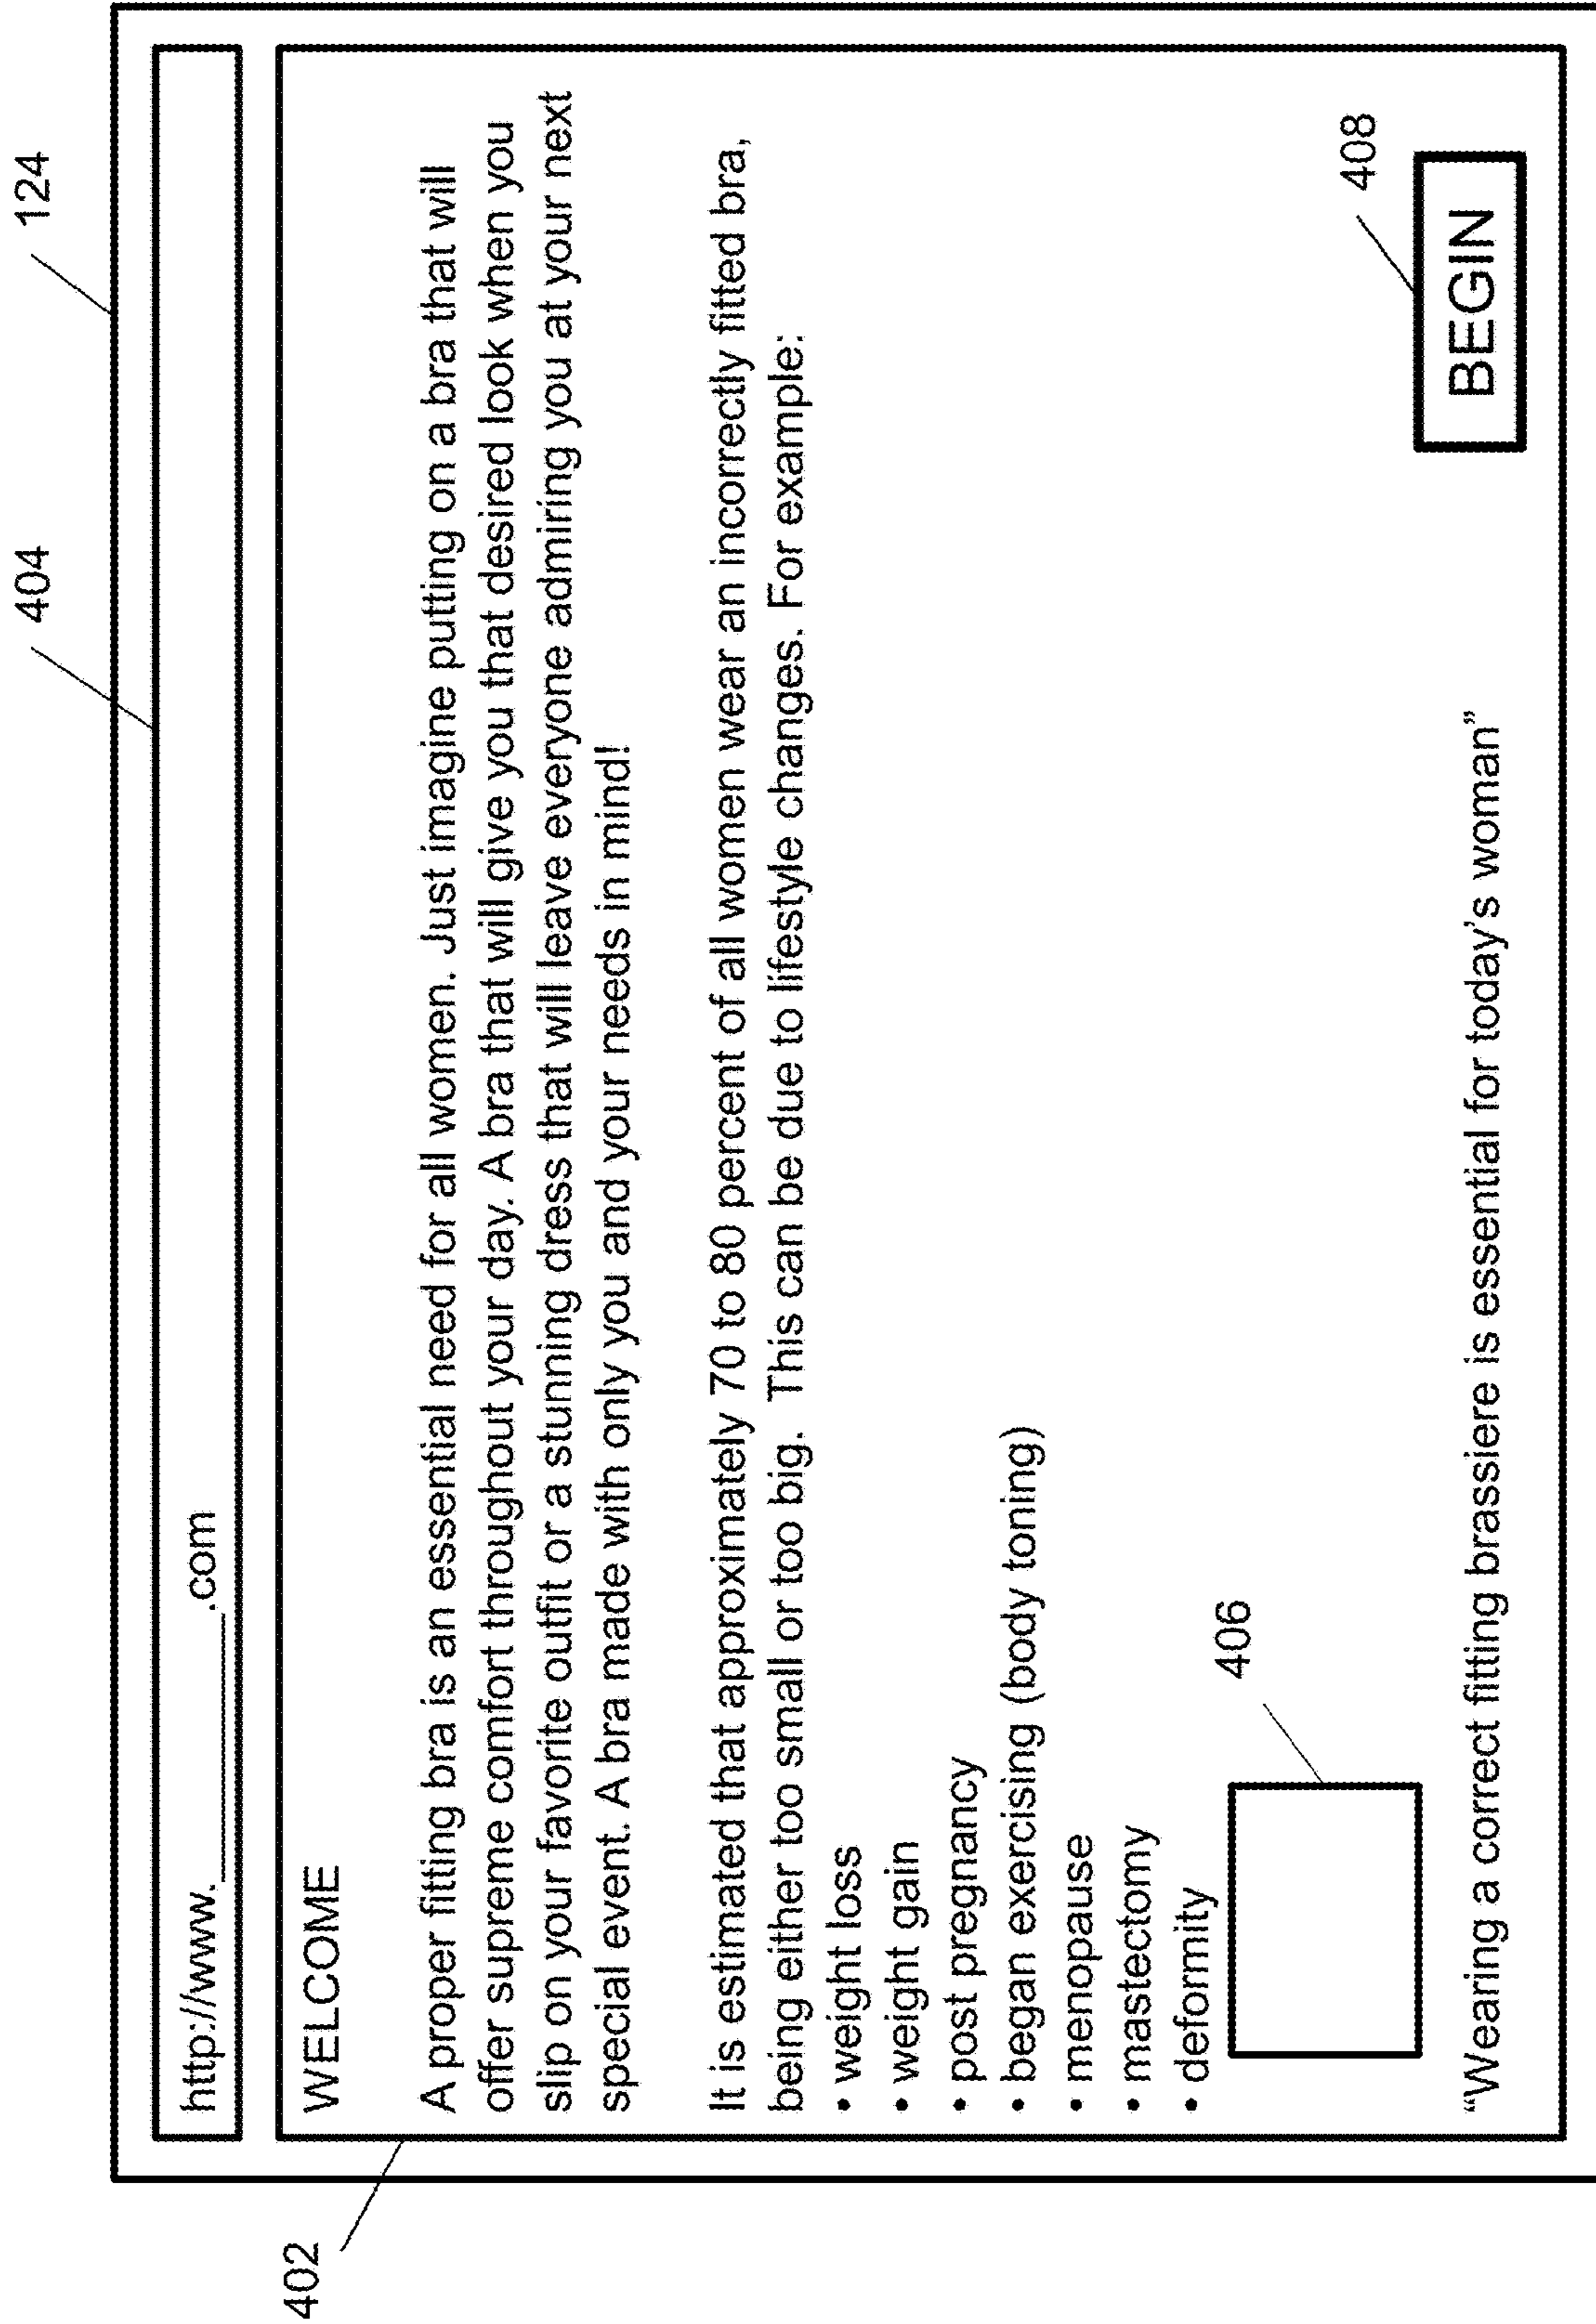 124
404
http://www.__________.com
402
WELCOME
A proper fitting bra is an essential need for all women. Just imagine putting on a bra that will
offer supreme comfort throughout your day. A bra that will give you that desired look when you
slip on your favorite outfit or a stunning dress that will leave everyone admiring you at your next
special event. A bra made with only you and your needs in mind!
It is estimated that approximately 70 to 80 percent of all women wear an incorrectly fitted bra,
being either too small or too big. This can be due to lifestyle changes. For example:
• weight loss
• weight gain
• post pregnancy
• began exercising (body toning)
• menopause
• mastectomy
• deformity
406
408
BEGIN
“Wearing a correct fitting brassiere is essential for today’s woman”